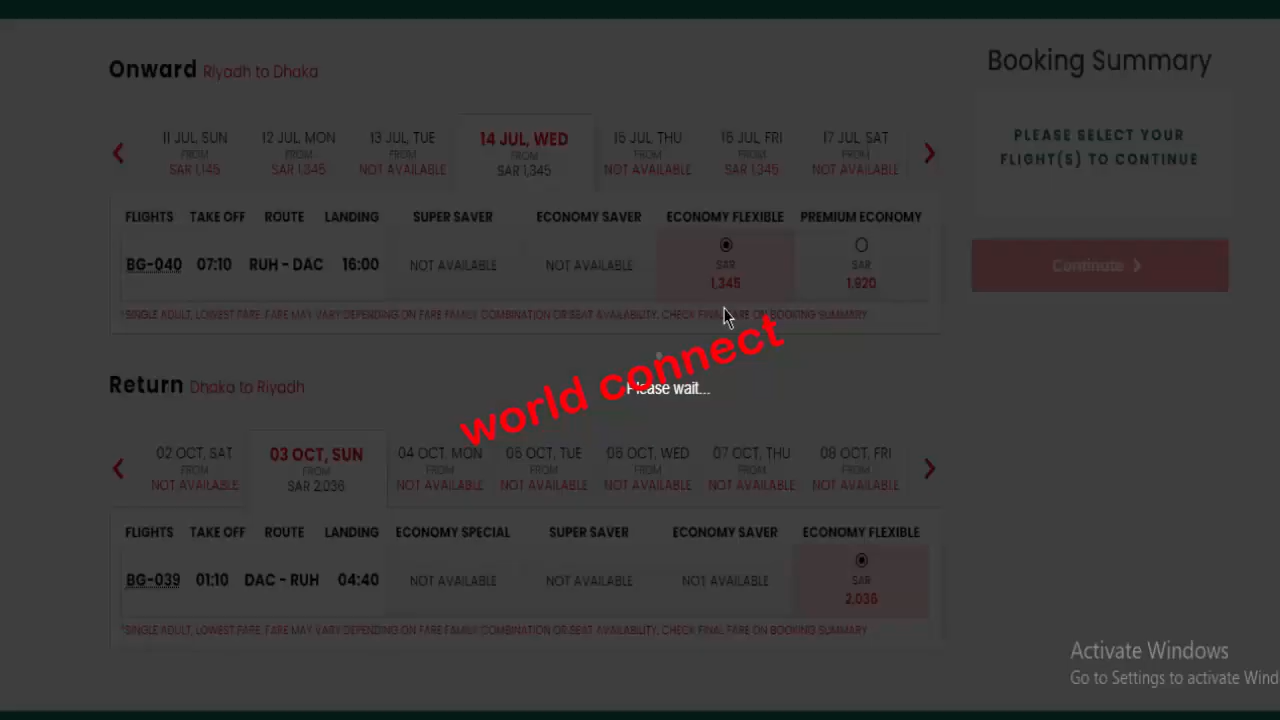 Onward Riyadh to Dhaka
Booking Summary
PLEASE SELECT YOUR
FLIGHT(S) TO CONTINUE
Continue
11 JUL, SUN 12 JUL, MON 13 JUL, TUE 14 JUL, WED 15 JUL, THU 16 JUL, FRI 17 JUL, SAT
FROM FROM FROM FROM FROM FROM FROM
SAR 1,145 SAR 1,345 NOT AVAILABLE SAR 1,345 NOT AVAILABLE SAR 1,345 NOT AVAILABLE
FLIGHTS TAKE OFF ROUTE LANDING SUPER SAVER ECONOMY SAVER ECONOMY FLEXIBLE PREMIUM ECONOMY
BG-040 07:10 RUH - DAC 16:00 NOT AVAILABLE NOT AVAILABLE SAR 1,345 SAR 1,920
*SINGLE ADULT, LOWEST FARE. FARE MAY VARY DEPENDING ON FARE FAMILY COMBINATION OR SEAT AVAILABILITY. CHECK FINAL FARE ON BOOKING SUMMARY
world connect
Please wait...
Return Dhaka to Riyadh
02 OCT, SAT 03 OCT, SUN 04 OCT, MON 05 OCT, TUE 06 OCT, WED 07 OCT, THU 08 OCT, FRI
FROM FROM FROM FROM FROM FROM FROM
NOT AVAILABLE SAR 2,036 NOT AVAILABLE NOT AVAILABLE NOT AVAILABLE NOT AVAILABLE NOT AVAILABLE
FLIGHTS TAKE OFF ROUTE LANDING ECONOMY SPECIAL SUPER SAVER ECONOMY SAVER ECONOMY FLEXIBLE
BG-039 01:10 DAC - RUH 04:40 NOT AVAILABLE NOT AVAILABLE NOT AVAILABLE SAR 2,036
*SINGLE ADULT, LOWEST FARE. FARE MAY VARY DEPENDING ON FARE FAMILY COMBINATION OR SEAT AVAILABILITY. CHECK FINAL FARE ON BOOKING SUMMARY
Activate Windows
Go to Settings to activate Wind